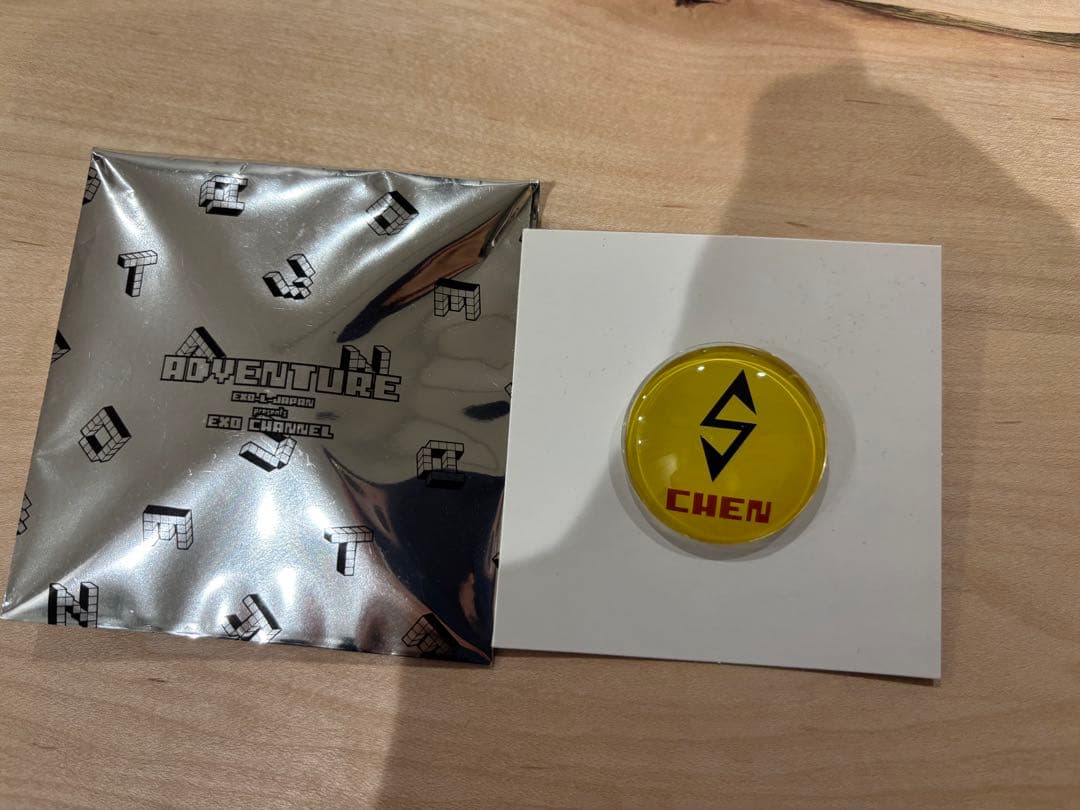 ADVENTURE
EXO-L-JAPAN
presents
EXO CHANNEL
CHEN